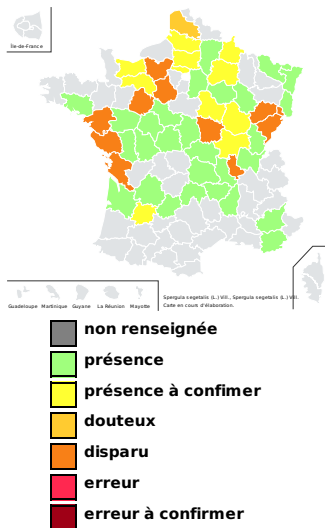 Île-de-France
Guadeloupe Martinique Guyane La Réunion Mayotte
Spergula segetalis (L.) Vill., Spergula segetalis (L.) Vill.
Carte en cours d'élaboration.
non renseignée
présence
présence à confimer
douteux
disparu
erreur
erreur à confirmer